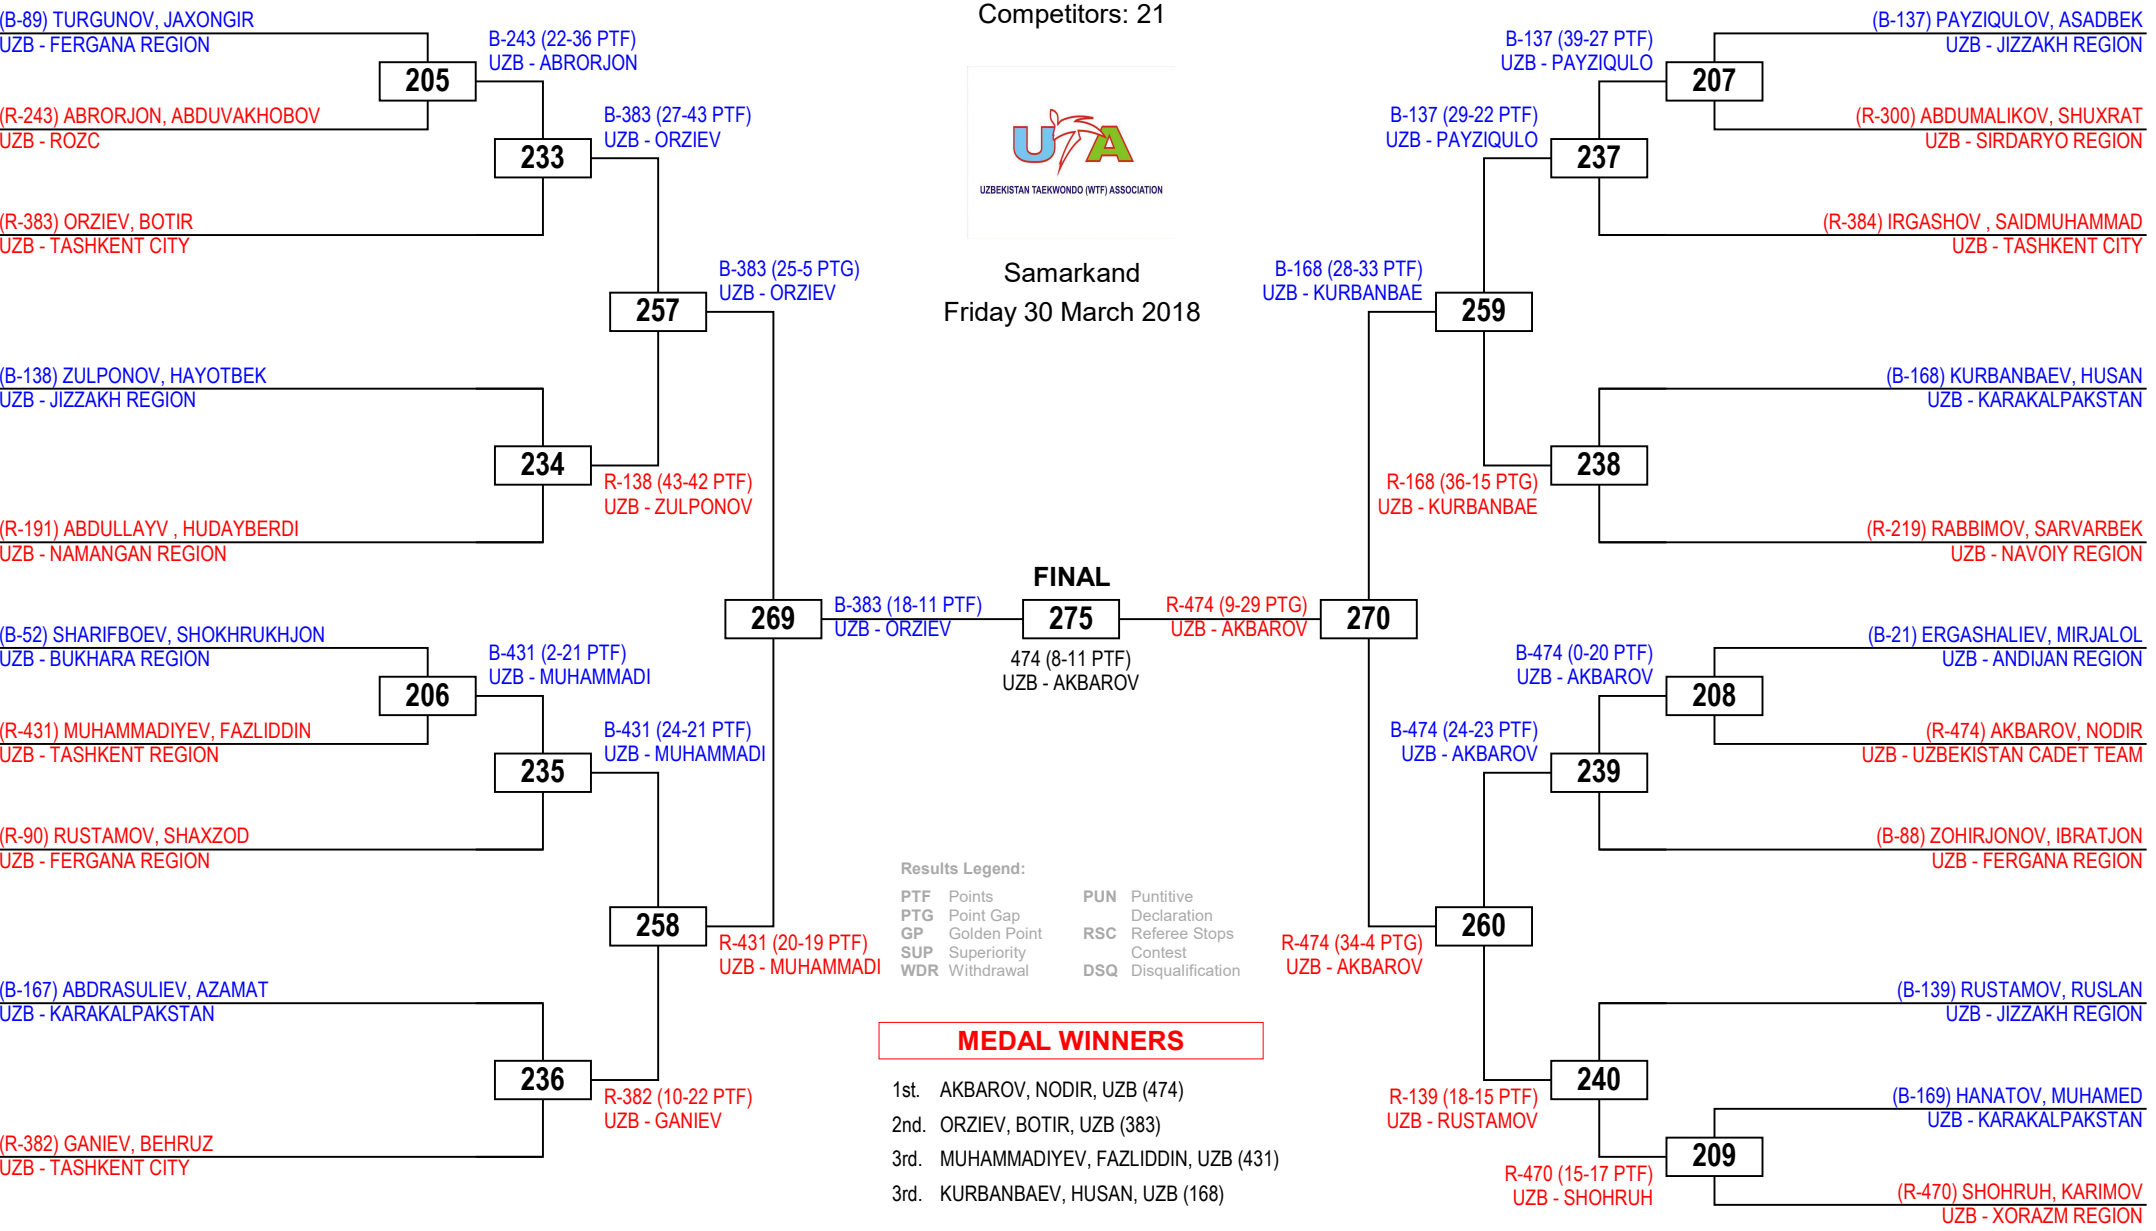 (B-89) TURGUNOV, JAXONGIR
UZB - FERGANA REGION
205
B-243 (22-36 PTF)
UZB - ABRORJON
(R-243) ABRORJON, ABDUVAKHOBOV
UZB - ROZC
233
B-383 (27-43 PTF)
UZB - ORZIEV
(R-383) ORZIEV, BOTIR
UZB - TASHKENT CITY
257
B-383 (25-5 PTG)
UZB - ORZIEV
(B-138) ZULPONOV, HAYOTBEK
UZB - JIZZAKH REGION
234
R-138 (43-42 PTF)
UZB - ZULPONOV
(R-191) ABDULLAYV , HUDAYBERDI
UZB - NAMANGAN REGION
269
B-383 (18-11 PTF)
UZB - ORZIEV
(B-52) SHARIFBOEV, SHOKHRUKHJON
UZB - BUKHARA REGION
206
B-431 (2-21 PTF)
UZB - MUHAMMADI
(R-431) MUHAMMADIYEV, FAZLIDDIN
UZB - TASHKENT REGION
235
B-431 (24-21 PTF)
UZB - MUHAMMADI
(R-90) RUSTAMOV, SHAXZOD
UZB - FERGANA REGION
258
R-431 (20-19 PTF)
UZB - MUHAMMADI
(B-167) ABDRASULIEV, AZAMAT
UZB - KARAKALPAKSTAN
236
R-382 (10-22 PTF)
UZB - GANIEV
(R-382) GANIEV, BEHRUZ
UZB - TASHKENT CITY
Competitors: 21
UTA
UZBEKISTAN TAEKWONDO (WTF) ASSOCIATION
Samarkand
Friday 30 March 2018
FINAL
275
474 (8-11 PTF)
UZB - AKBAROV
Results Legend:
PTF Points
PTG Point Gap
GP Golden Point
SUP Superiority
WDR Withdrawal
PUN Puntitive
Declaration
RSC Referee Stops
Contest
DSQ Disqualification
MEDAL WINNERS
1st. AKBAROV, NODIR, UZB (474)
2nd. ORZIEV, BOTIR, UZB (383)
3rd. MUHAMMADIYEV, FAZLIDDIN, UZB (431)
3rd. KURBANBAEV, HUSAN, UZB (168)
(B-137) PAYZIQULOV, ASADBEK
UZB - JIZZAKH REGION
207
B-137 (39-27 PTF)
UZB - PAYZIQULO
(R-300) ABDUMALIKOV, SHUXRAT
UZB - SIRDARYO REGION
237
B-137 (29-22 PTF)
UZB - PAYZIQULO
(R-384) IRGASHOV , SAIDMUHAMMAD
UZB - TASHKENT CITY
259
B-168 (28-33 PTF)
UZB - KURBANBAE
(B-168) KURBANBAEV, HUSAN
UZB - KARAKALPAKSTAN
238
R-168 (36-15 PTG)
UZB - KURBANBAE
(R-219) RABBIMOV, SARVARBEK
UZB - NAVOIY REGION
270
R-474 (9-29 PTG)
UZB - AKBAROV
(B-21) ERGASHALIEV, MIRJALOL
UZB - ANDIJAN REGION
208
B-474 (0-20 PTF)
UZB - AKBAROV
(R-474) AKBAROV, NODIR
UZB - UZBEKISTAN CADET TEAM
239
B-474 (24-23 PTF)
UZB - AKBAROV
(B-88) ZOHIRJONOV, IBRATJON
UZB - FERGANA REGION
260
R-474 (34-4 PTG)
UZB - AKBAROV
(B-139) RUSTAMOV, RUSLAN
UZB - JIZZAKH REGION
240
R-139 (18-15 PTF)
UZB - RUSTAMOV
(B-169) HANATOV, MUHAMED
UZB - KARAKALPAKSTAN
209
R-470 (15-17 PTF)
UZB - SHOHRUH
(R-470) SHOHRUH, KARIMOV
UZB - XORAZM REGION